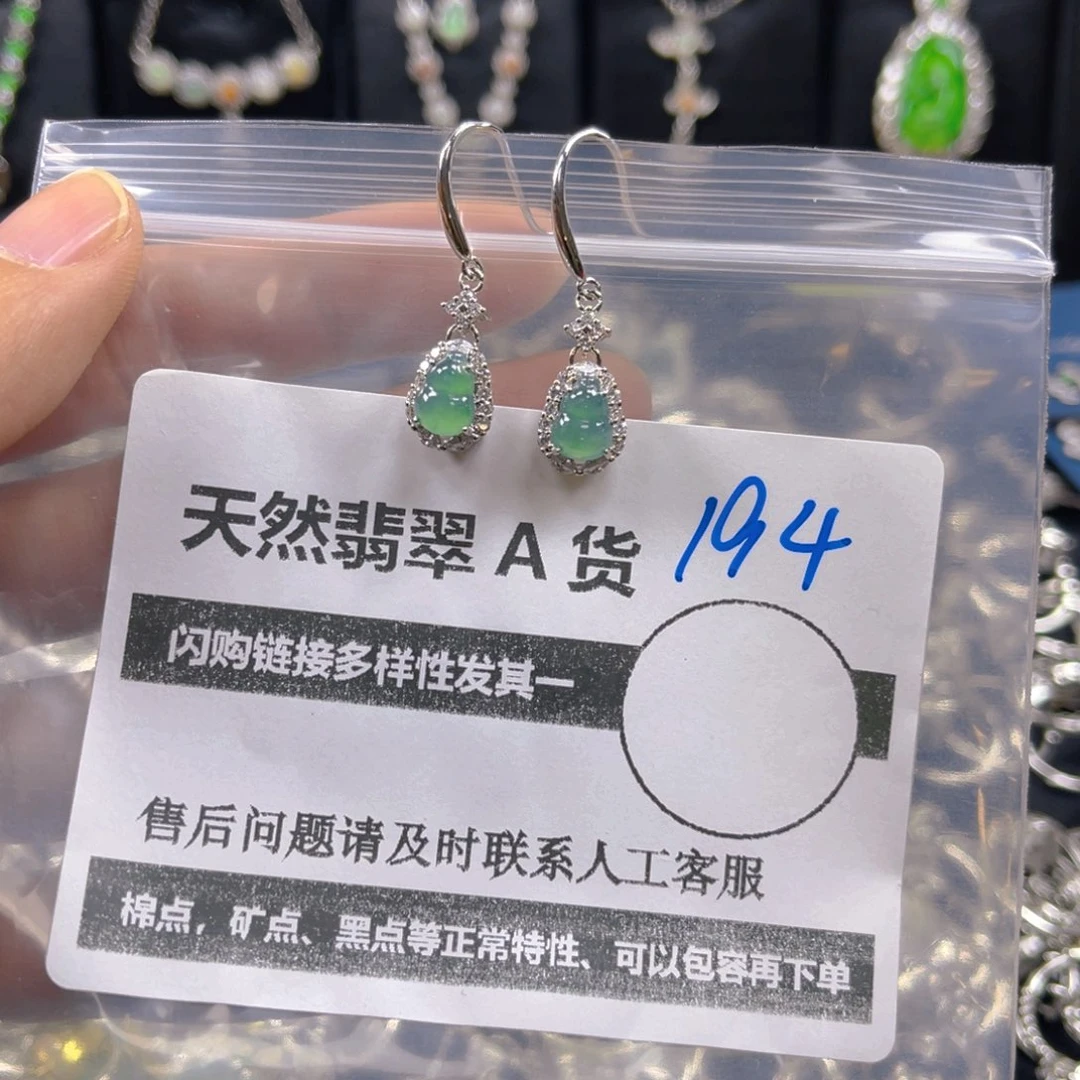 天然翡翠 A 货 194
闪购链接多样性发其一
售后问题请及时联系人工客服
棉点，矿点、黑点等正常特性、可以包容再下单